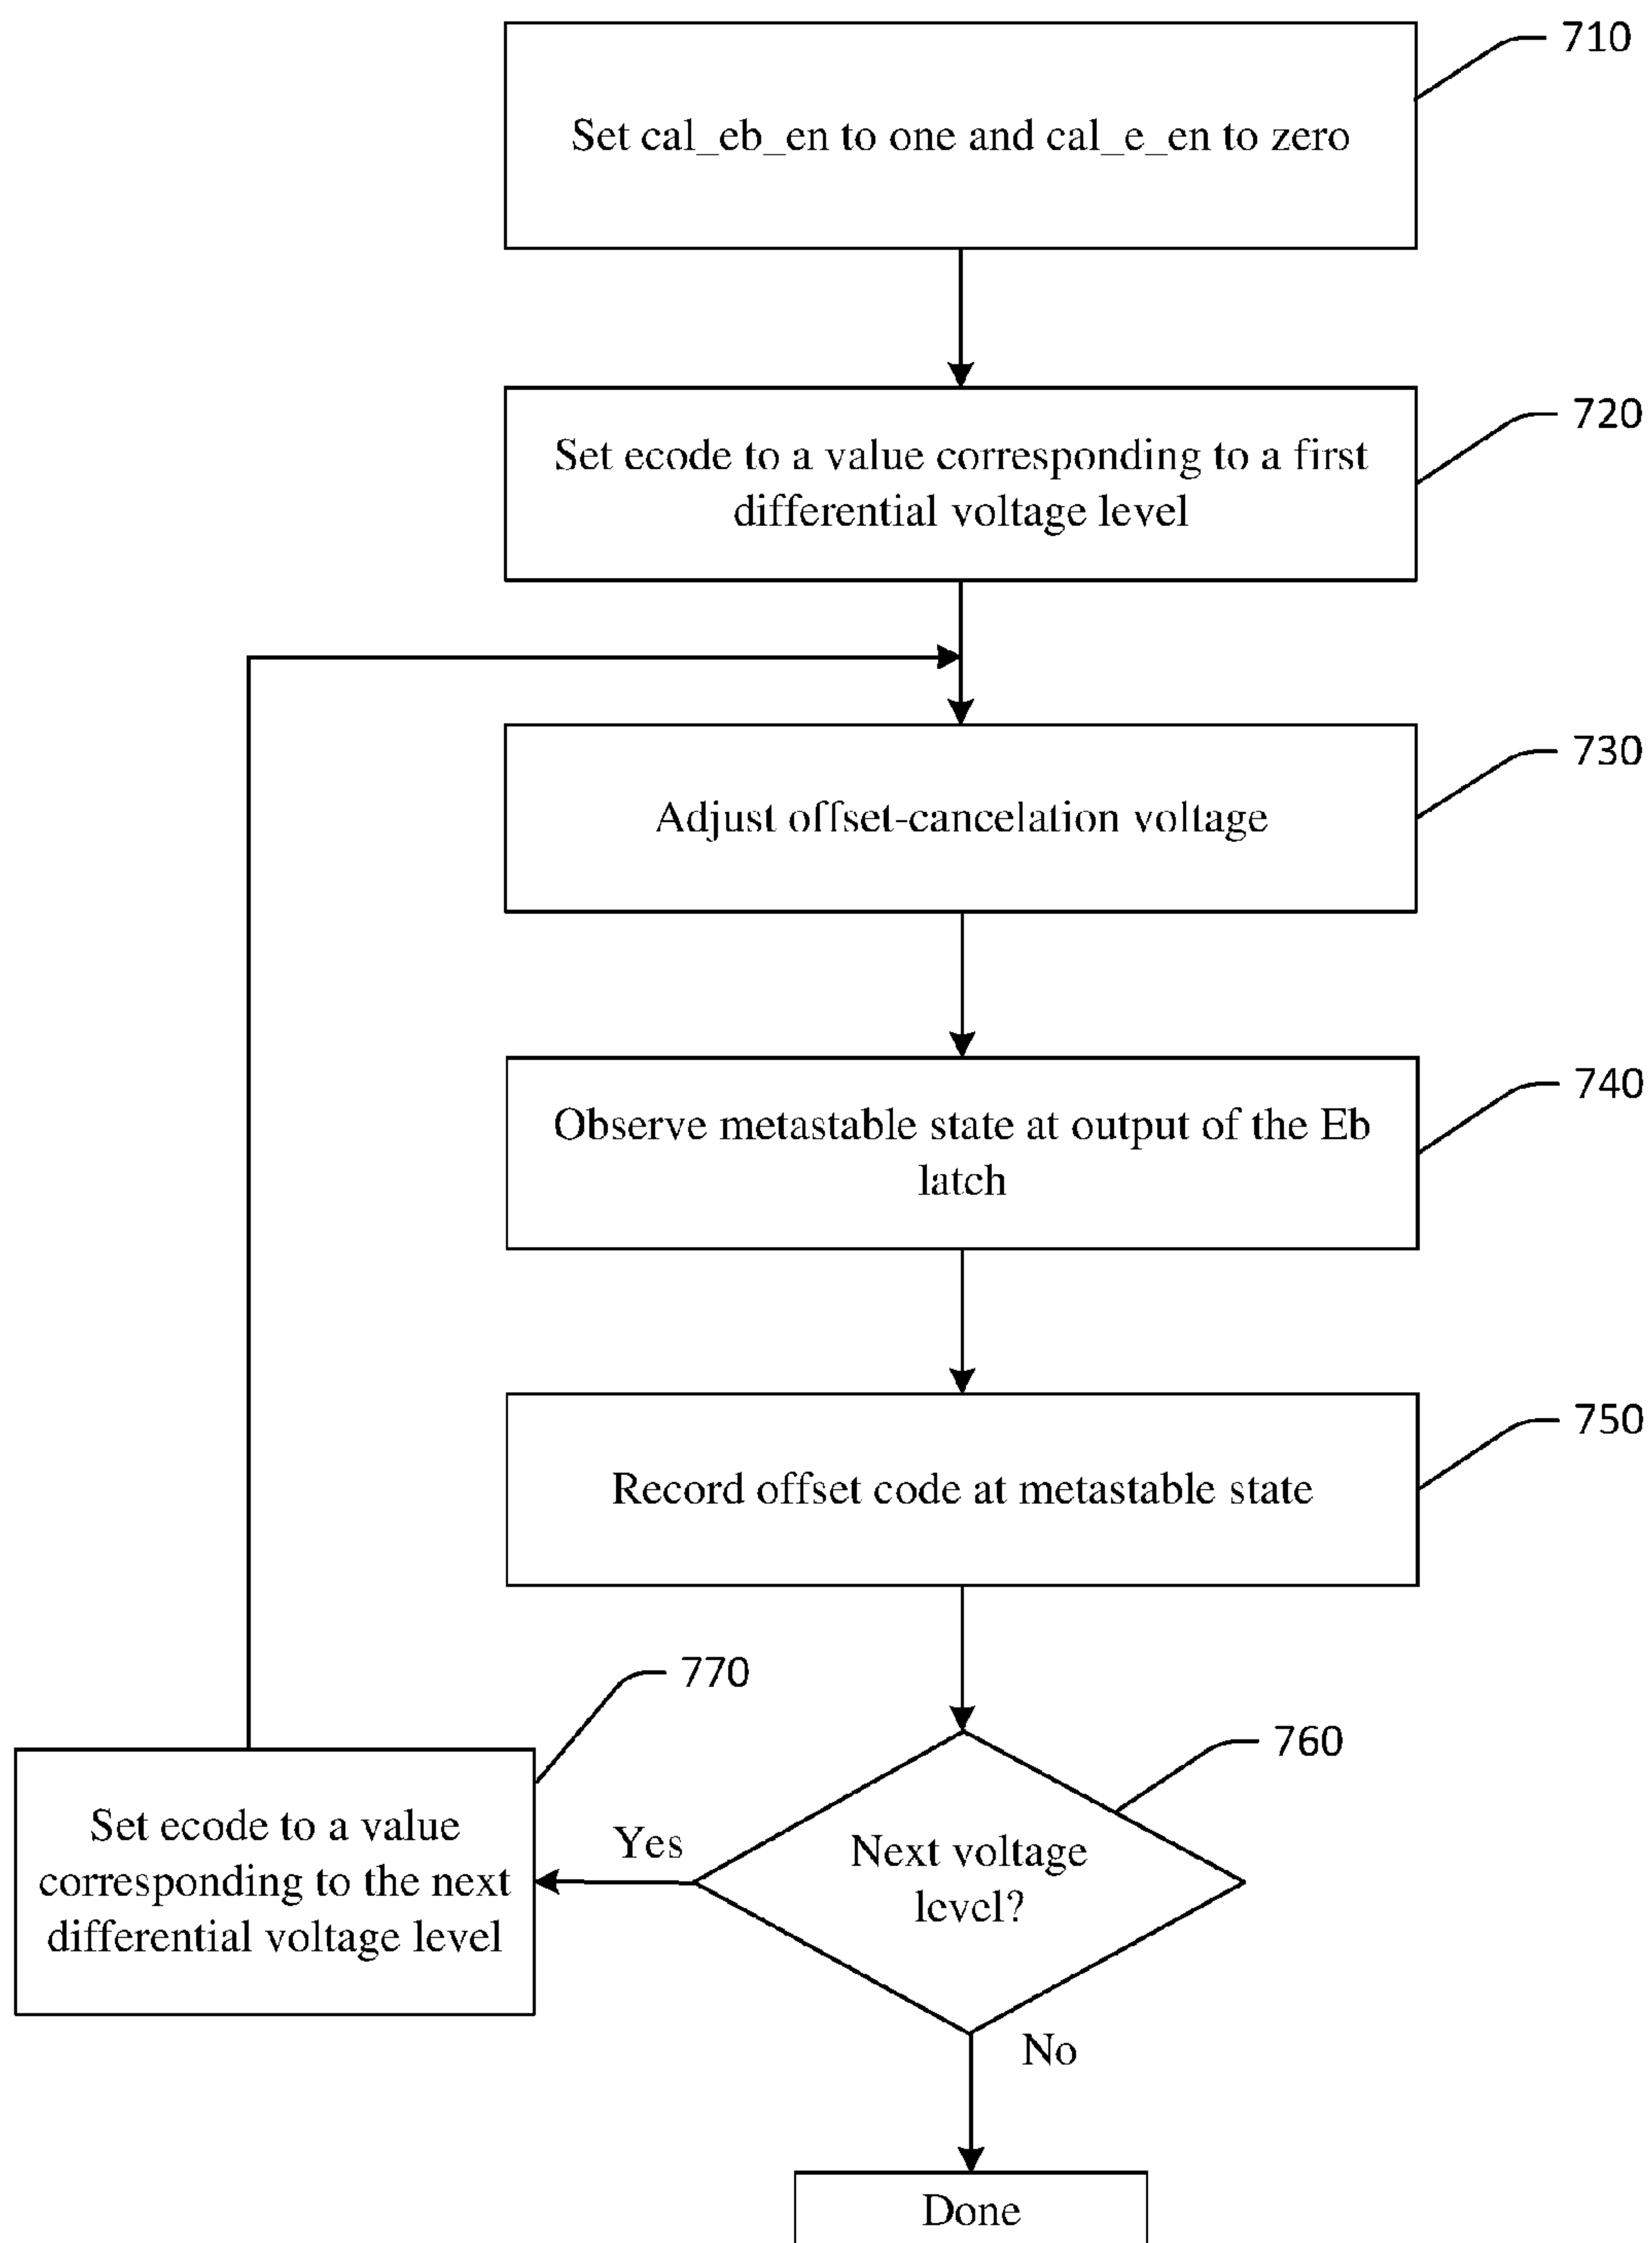 710
Set cal_eb_en to one and cal_e_en to zero
720
Set ecode to a value corresponding to a first
differential voltage level
730
Adjust offset-cancelation voltage
740
Observe metastable state at output of the Eb
latch
750
Record offset code at metastable state
770
760
Set ecode to a value
corresponding to the next
differential voltage level
Yes
Next voltage
level?
No
Done